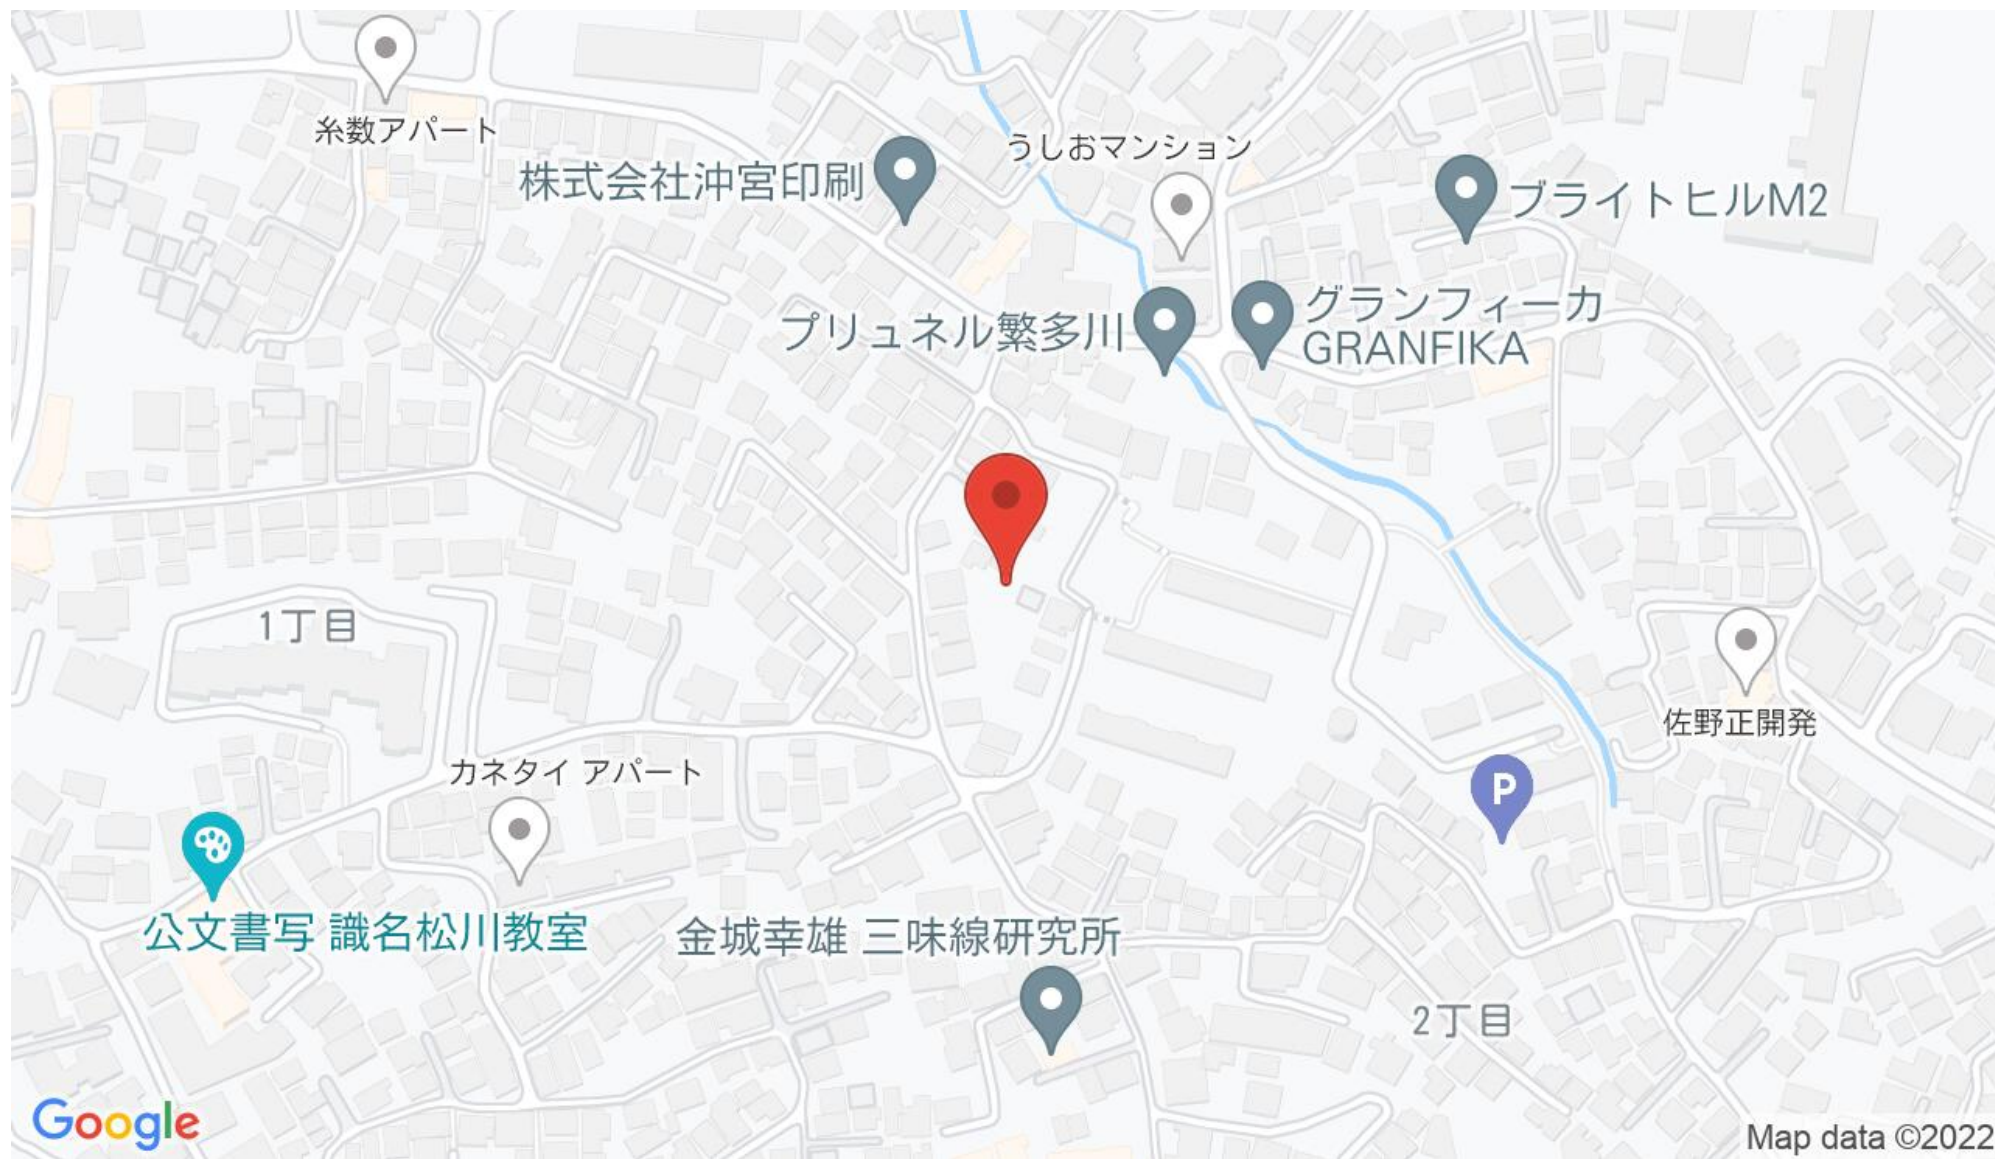 糸数アパート
うしおマンション
株式会社沖宮印刷
ブライトヒルM2
グランフィーカ
GRANFIKA
プリュネル繁多川
1丁目
佐野正開発
カネタイ アパート
P
公文書写 識名松川教室
金城幸雄 三味線研究所
2丁目
Google
Map data ©2022